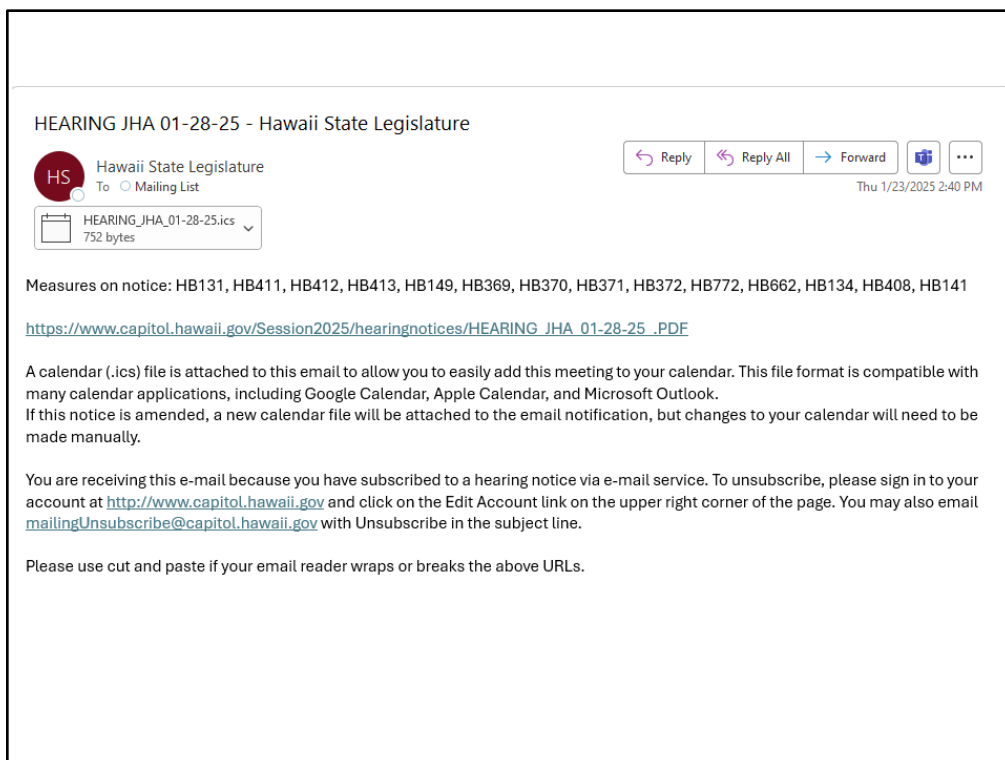 HEARING JHA 01-28-25 - Hawaii State Legislature
HS
Hawaii State Legislature
To Mailing List
Reply
Reply All
Forward
Thu 1/23/2025 2:40 PM
HEARING_JHA_01-28-25.ics
752 bytes
Measures on notice: HB131, HB411, HB412, HB413, HB149, HB369, HB370, HB371, HB372, HB772, HB662, HB134, HB408, HB141
https://www.capitol.hawaii.gov/Session2025/hearingnotices/HEARING_JHA_01-28-25_.PDF
A calendar (.ics) file is attached to this email to allow you to easily add this meeting to your calendar. This file format is compatible with
many calendar applications, including Google Calendar, Apple Calendar, and Microsoft Outlook.
If this notice is amended, a new calendar file will be attached to the email notification, but changes to your calendar will need to be
made manually.
You are receiving this e-mail because you have subscribed to a hearing notice via e-mail service. To unsubscribe, please sign in to your
account at http://www.capitol.hawaii.gov and click on the Edit Account link on the upper right corner of the page. You may also email
mailingUnsubscribe@capitol.hawaii.gov with Unsubscribe in the subject line.
Please use cut and paste if your email reader wraps or breaks the above URLs.